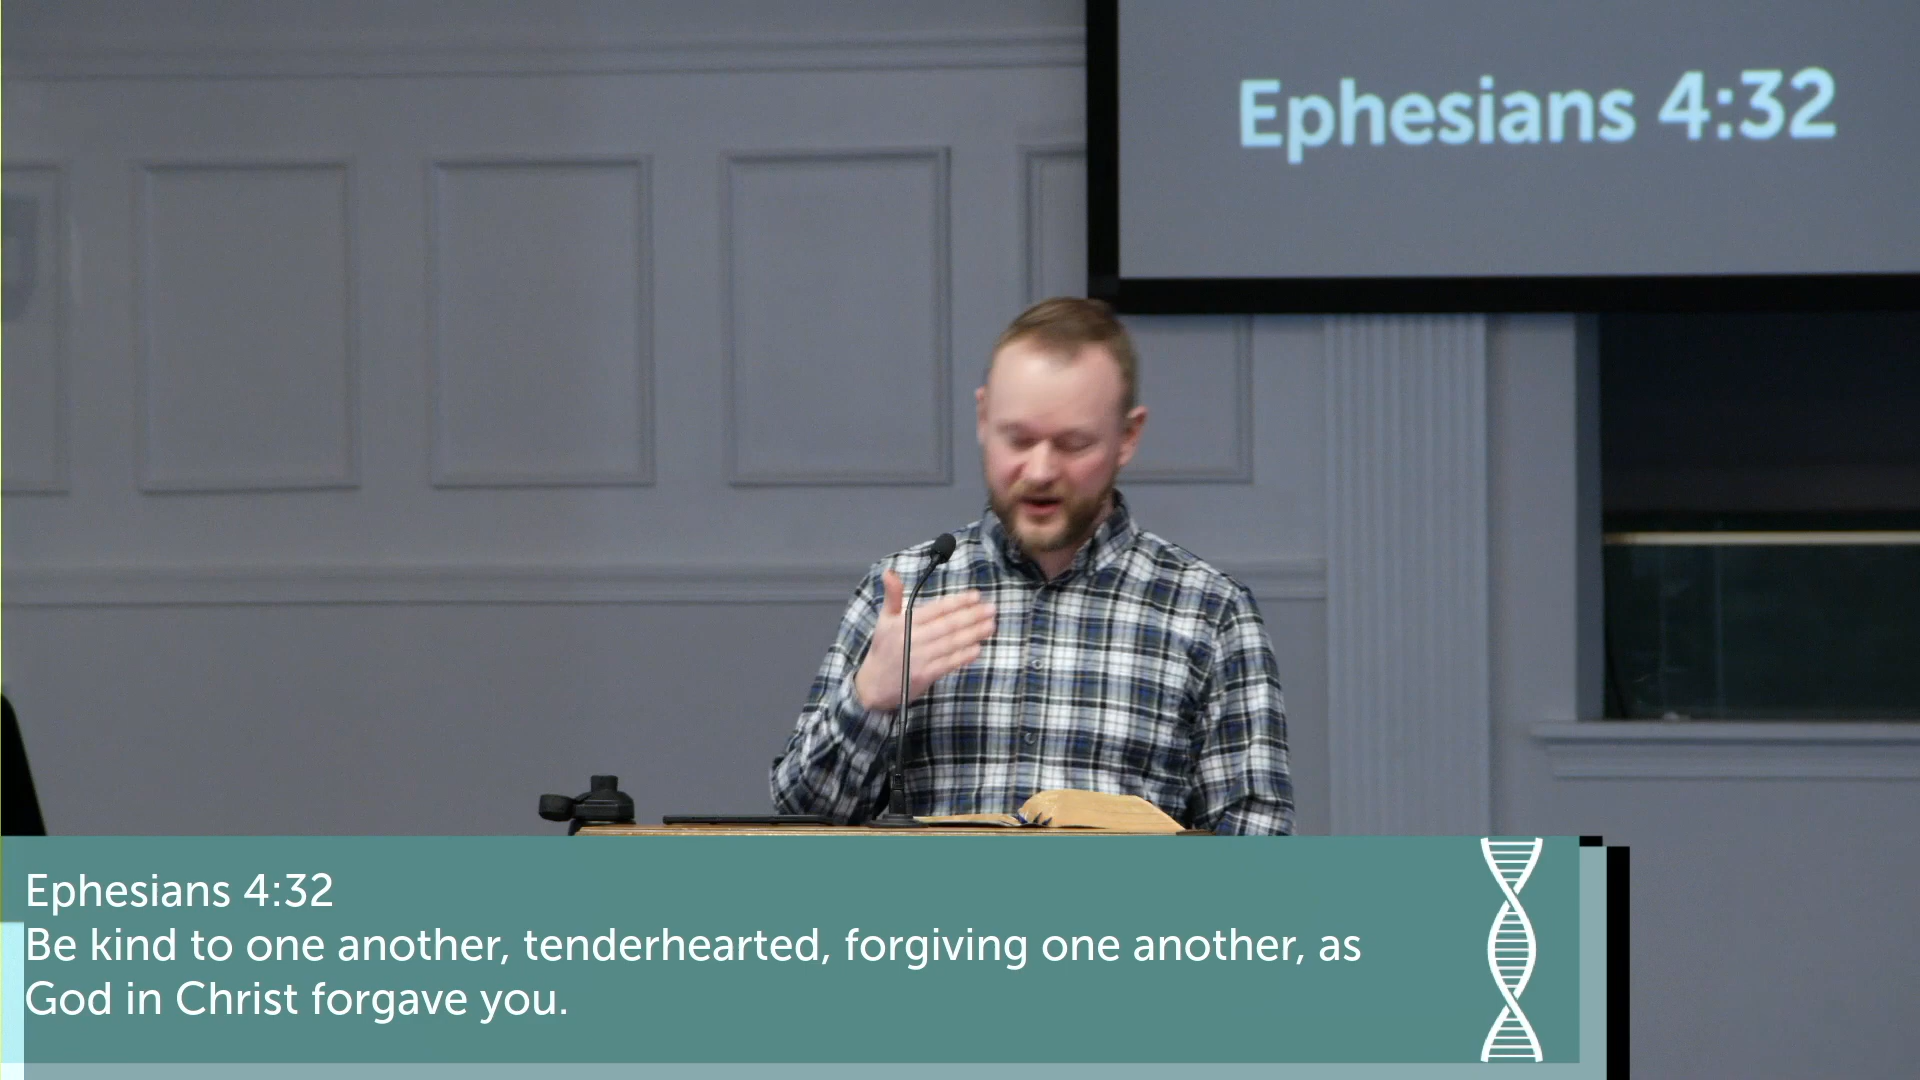 Ephesians 4:32
Ephesians 4:32
Be kind to one another, tenderhearted, forgiving one another, as
God in Christ forgave you.